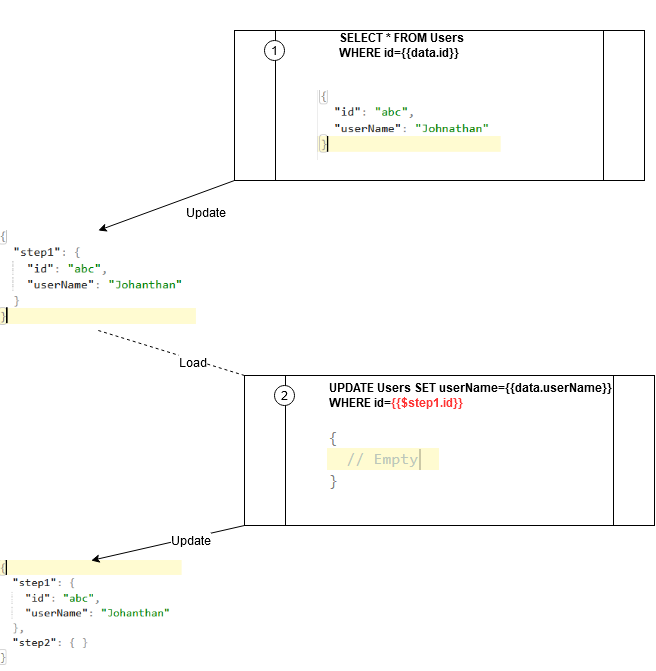 SELECT * FROM Users
1
WHERE id={{data.id}}
{
"id": "abc",
"userName": "Johnathan"
}
Update
{
"step1": {
"id": "abc",
"userName": "Johanthan"
}
}
Load
2
UPDATE Users SET userName={{data.userName}}
WHERE id={{$step1.id}}
{
// Empty
}
Update
{
"step1": {
"id": "abc",
"userName": "Johanthan"
},
"step2": { }
}